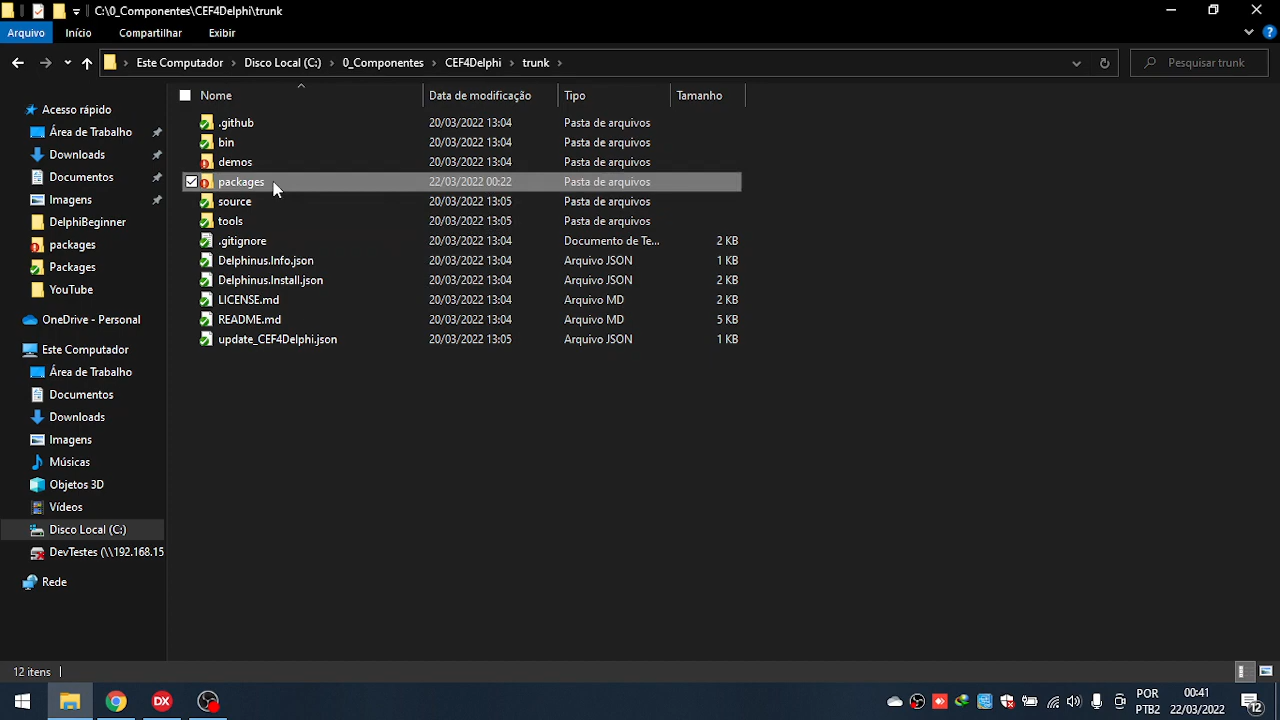 C:\0_Componentes\CEF4Delphi\trunk
Arquivo Início Compartilhar Exibir
Este Computador Disco Local (C:) 0_Componentes CEF4Delphi trunk Pesquisar trunk
Nome Data de modificação Tipo Tamanho
.github 20/03/2022 13:04 Pasta de arquivos
bin 20/03/2022 13:04 Pasta de arquivos
demos 20/03/2022 13:04 Pasta de arquivos
packages 22/03/2022 00:22 Pasta de arquivos
source 20/03/2022 13:05 Pasta de arquivos
tools 20/03/2022 13:05 Pasta de arquivos
.gitignore 20/03/2022 13:04 Documento de Te... 2 KB
Delphinus.Info.json 20/03/2022 13:04 Arquivo JSON 1 KB
Delphinus.Install.json 20/03/2022 13:04 Arquivo JSON 2 KB
LICENSE.md 20/03/2022 13:04 Arquivo MD 2 KB
README.md 20/03/2022 13:04 Arquivo MD 5 KB
update_CEF4Delphi.json 20/03/2022 13:05 Arquivo JSON 1 KB
Acesso rápido
Área de Trabalho
Downloads
Documentos
Imagens
DelphiBeginner
packages
Packages
YouTube
OneDrive - Personal
Este Computador
Área de Trabalho
Documentos
Downloads
Imagens
Músicas
Objetos 3D
Vídeos
Disco Local (C:)
DevTestes (\\192.168.15
Rede
12 itens
DX
POR
PTB2
00:41
22/03/2022
12